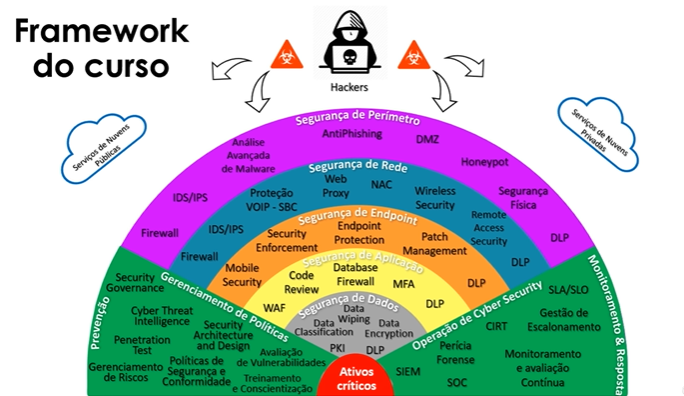 Framework
do curso
Hackers
Serviços de Nuvens
Públicas
Serviços de Nuvens
Privadas
Segurança de Perímetro
Análise
Avançada
de Malware
AntiPhishing
DMZ
Honeypot
IDS/IPS
Segurança
Física
Firewall
DLP
Segurança de Rede
Proteção
VOIP - SBC
Web
Proxy
NAC
Wireless
Security
IDS/IPS
Remote
Access
Security
Firewall
DLP
Segurança de Endpoint
Security
Enforcement
Endpoint
Protection
Patch
Management
Mobile
Security
DLP
Segurança de Aplicação
Code
Review
Database
Firewall
MFA
WAF
DLP
Segurança de Dados
Data
Wiping
Data
Classification
Data
Encryption
PKI
DLP
Ativos
críticos
Prevenção
Gerenciamento de Políticas
Security
Governance
Cyber Threat
Intelligence
Security
Architecture
and Design
Penetration
Test
Avaliação
de Vulnerabilidades
Gerenciamento
de Riscos
Políticas de
Segurança e
Conformidade
Treinamento
e Conscientização
Operação de Cyber Security
Monitoramento & Resposta
SLA/SLO
CIRT
Gestão de
Escalonamento
Perícia
Forense
Monitoramento
e avaliação
Contínua
SIEM
SOC